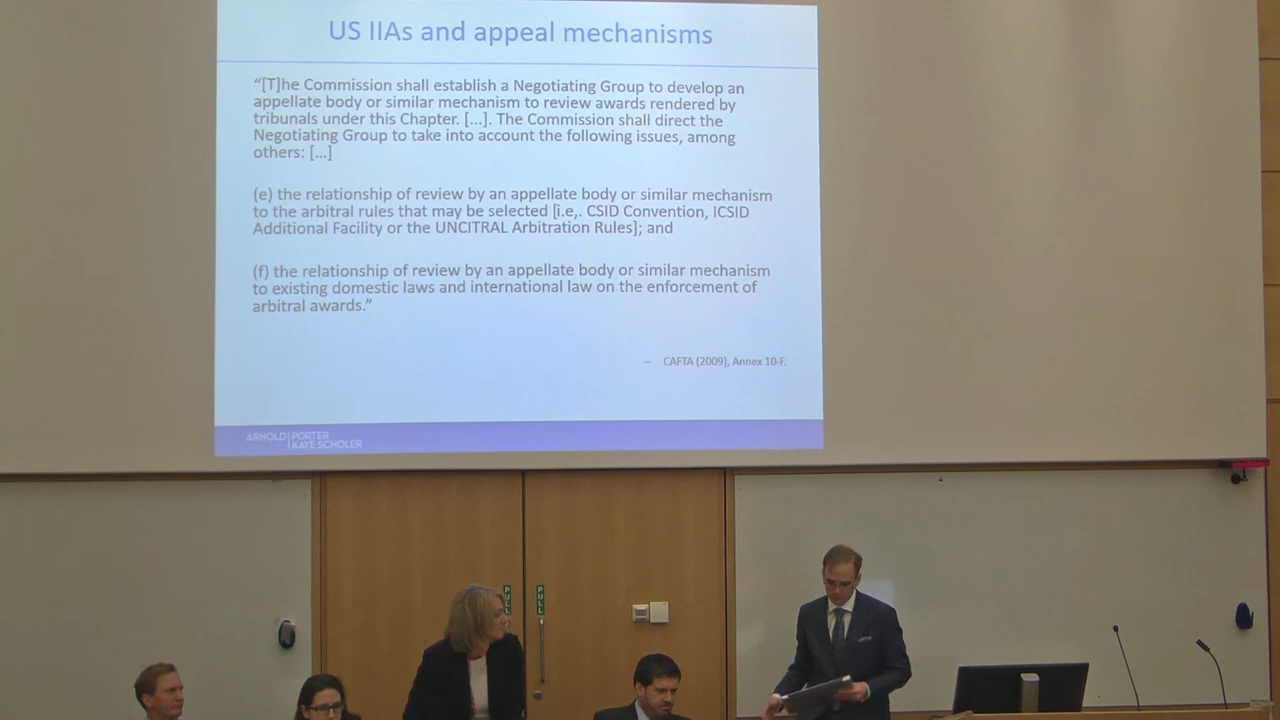 US IIAs and appeal mechanisms
“[T]he Commission shall establish a Negotiating Group to develop an
appellate body or similar mechanism to review awards rendered by
tribunals under this Chapter. [...]. The Commission shall direct the
Negotiating Group to take into account the following issues, among
others: [...]
(e) the relationship of review by an appellate body or similar mechanism
to the arbitral rules that may be selected [i.e,. CSID Convention, ICSID
Additional Facility or the UNCITRAL Arbitration Rules]; and
(f) the relationship of review by an appellate body or similar mechanism
to existing domestic laws and international law on the enforcement of
arbitral awards.”
– CAFTA (2009), Annex 10-F.
ARNOLD | PORTER
| KAYE SCHOLER
PULL
PULL